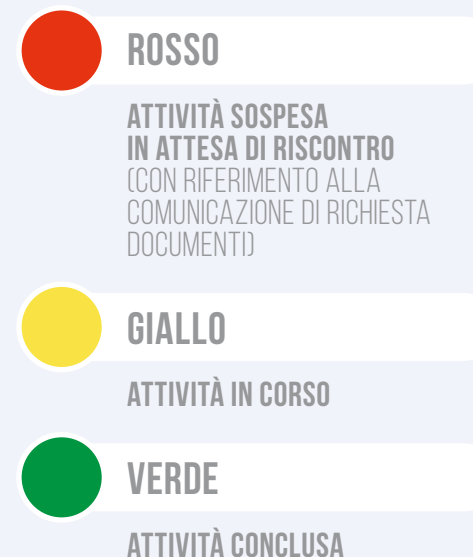 ROSSO
ATTIVITÀ SOSPESA
IN ATTESA DI RISCONTRO
(CON RIFERIMENTO ALLA
COMUNICAZIONE DI RICHIESTA
DOCUMENTI)
GIALLO
ATTIVITÀ IN CORSO
VERDE
ATTIVITÀ CONCLUSA